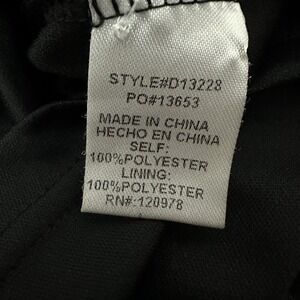 STYLE#D13228
PO#13653
MADE IN CHINA
HECHO EN CHINA
SELF:
100%POLYESTER
LINING:
100%POLYESTER
RN#:120978